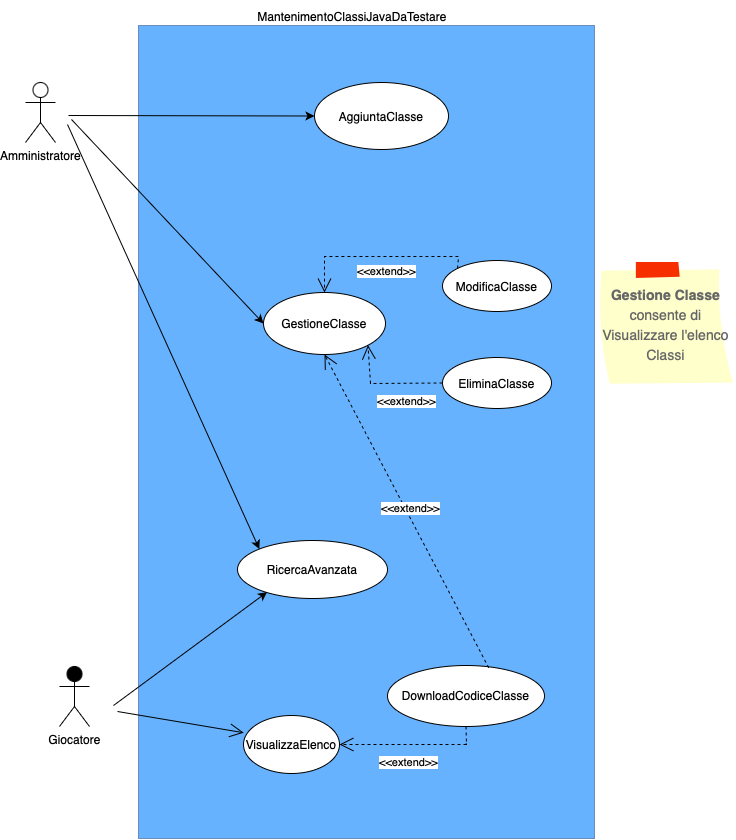 MantenimentoClassiJavaDaTestare
AggiuntaClasse
Amministratore
<<extend>>
ModificaClasse
GestioneClasse
Gestione Classe
consente di
Visualizzare l'elenco
Classi
EliminaClasse
<<extend>>
<<extend>>
RicercaAvanzata
DownloadCodiceClasse
Giocatore
VisualizzaElenco
<<extend>>